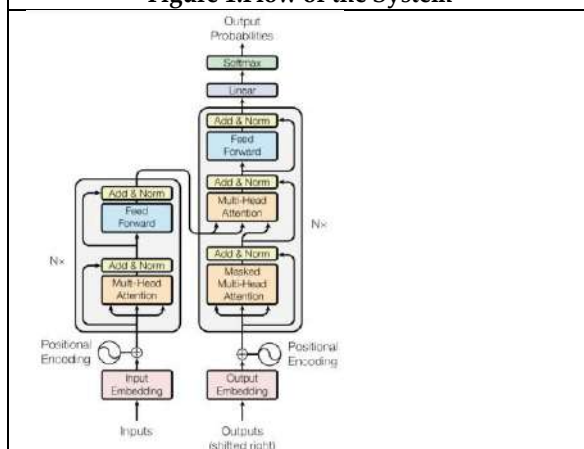 Figure 1:Flow of the System
Output
Probabilities
Softmax
Linear
Add & Norm
Feed
Forward
Add & Norm
Multi-Head
Attention
Add & Norm
Masked
Multi-Head
Attention
Nx
Add & Norm
Feed
Forward
Add & Norm
Multi-Head
Attention
Nx
Positional
Encoding
Positional
Encoding
Input
Embedding
Output
Embedding
Inputs
Outputs
(shifted right)